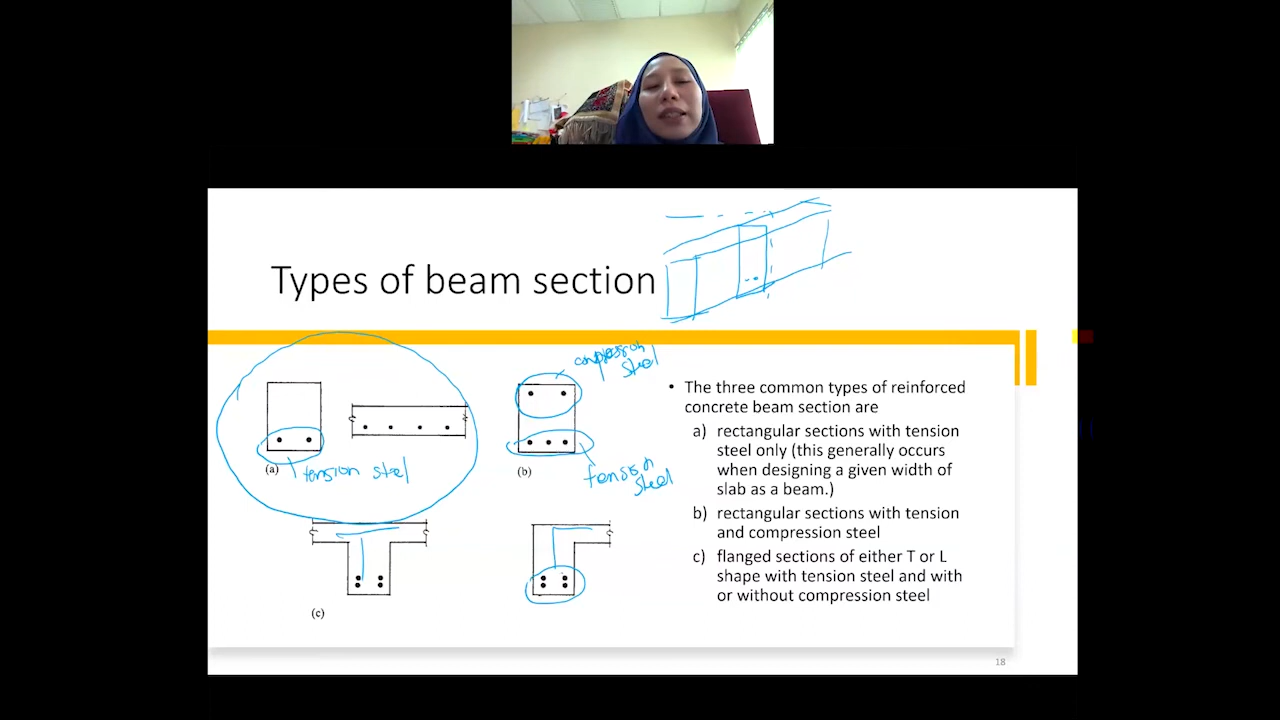 Types of beam section
compression
steel
tension steel
tension
steel
(a)
(b)
(c)
• The three common types of reinforced
concrete beam section are
a) rectangular sections with tension
steel only (this generally occurs
when designing a given width of
slab as a beam.)
b) rectangular sections with tension
and compression steel
c) flanged sections of either T or L
shape with tension steel and with
or without compression steel
18